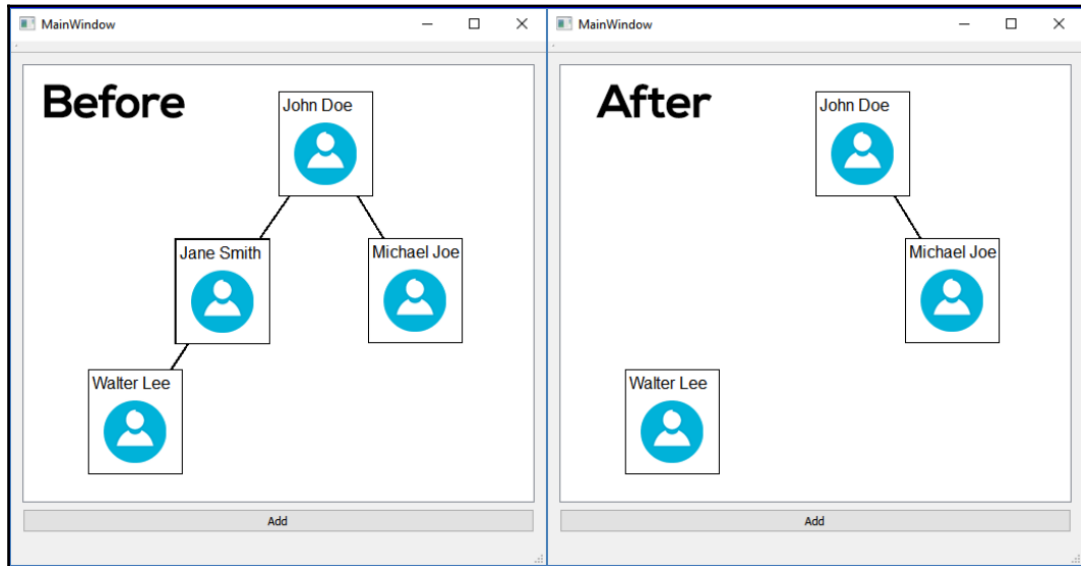 MainWindow
Before
John Doe
Jane Smith
Michael Joe
Walter Lee
Add
MainWindow
After
John Doe
Michael Joe
Walter Lee
Add